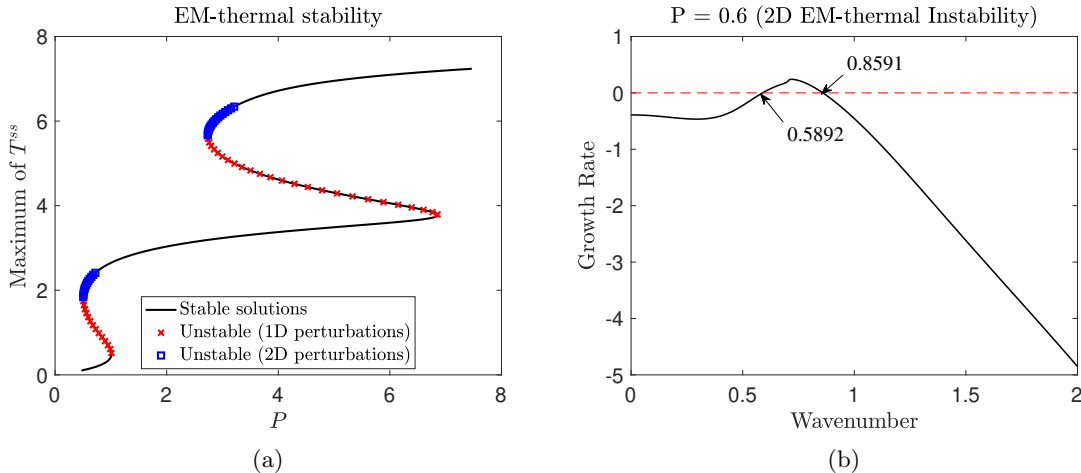 EM-thermal stability
8
6
4
2
0
0
2
4
6
8
Maximum of T^{ss}
P
Stable solutions
Unstable (1D perturbations)
Unstable (2D perturbations)
(a)
P = 0.6 (2D EM-thermal Instability)
1
0
-1
-2
-3
-4
-5
0
0.5
1
1.5
2
Growth Rate
Wavenumber
0.8591
0.5892
(b)